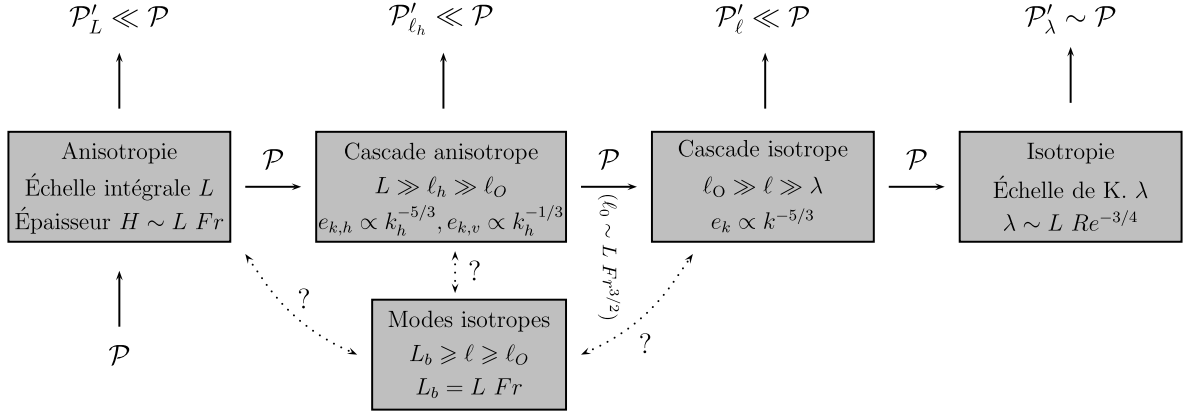 𝒫′_L ≪ 𝒫
𝒫′_{ℓ_h} ≪ 𝒫
𝒫′_ℓ ≪ 𝒫
𝒫′_λ ∼ 𝒫
Anisotropie
Échelle intégrale L
Épaisseur H ∼ L Fr
𝒫
Cascade anisotrope
L ≫ ℓ_h ≫ ℓ_O
e_{k,h} ∝ k_h^{-5/3}, e_{k,v} ∝ k_h^{-1/3}
𝒫
(ℓ_0 ∼ L Fr^{3/2})
Cascade isotrope
ℓ_O ≫ ℓ ≫ λ
e_k ∝ k^{-5/3}
𝒫
Isotropie
Échelle de K. λ
λ ∼ L Re^{-3/4}
?
?
?
𝒫
Modes isotropes
L_b ⩾ ℓ ⩾ ℓ_O
L_b = L Fr